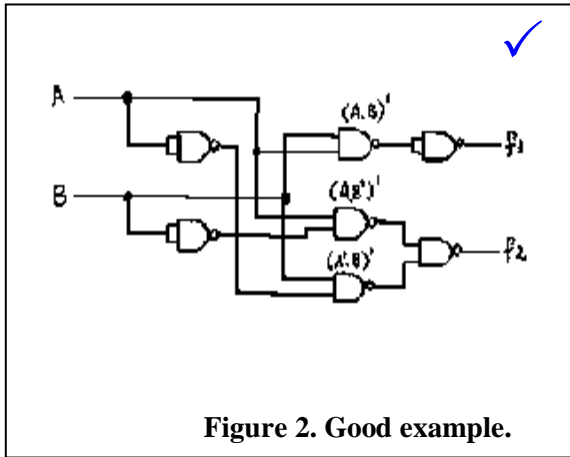 A
(A.B)'
f1
B
(A.B')'
f2
(A'.B)'
Figure 2. Good example.